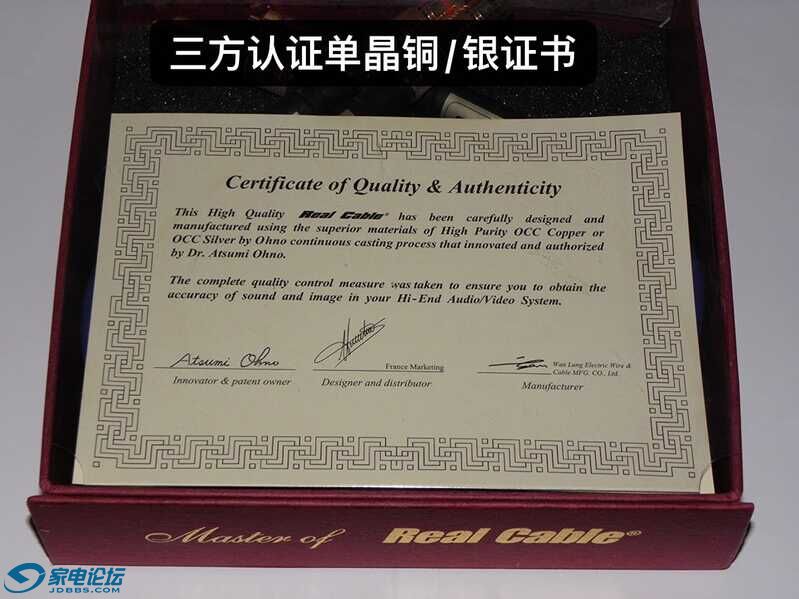 三方认证单晶铜/银证书
Certificate of Quality & Authenticity
This High Quality Real Cable® has been carefully designed and
manufactured using the superior materials of High Purity OCC Copper or
OCC Silver by Ohno continuous casting process that innovated and authorized
by Dr. Atsumi Ohno.
The complete quality control measure was taken to ensure you to obtain the
accuracy of sound and image in your Hi-End Audio/Video System.
Atsumi Ohno
Innovator & patent owner
France Marketing
Designer and distributor
Wan Lung Electric Wire &
Cable MFG. CO., Ltd.
Manufacturer
Master of Real Cable®
家电论坛
JDBBS.COM